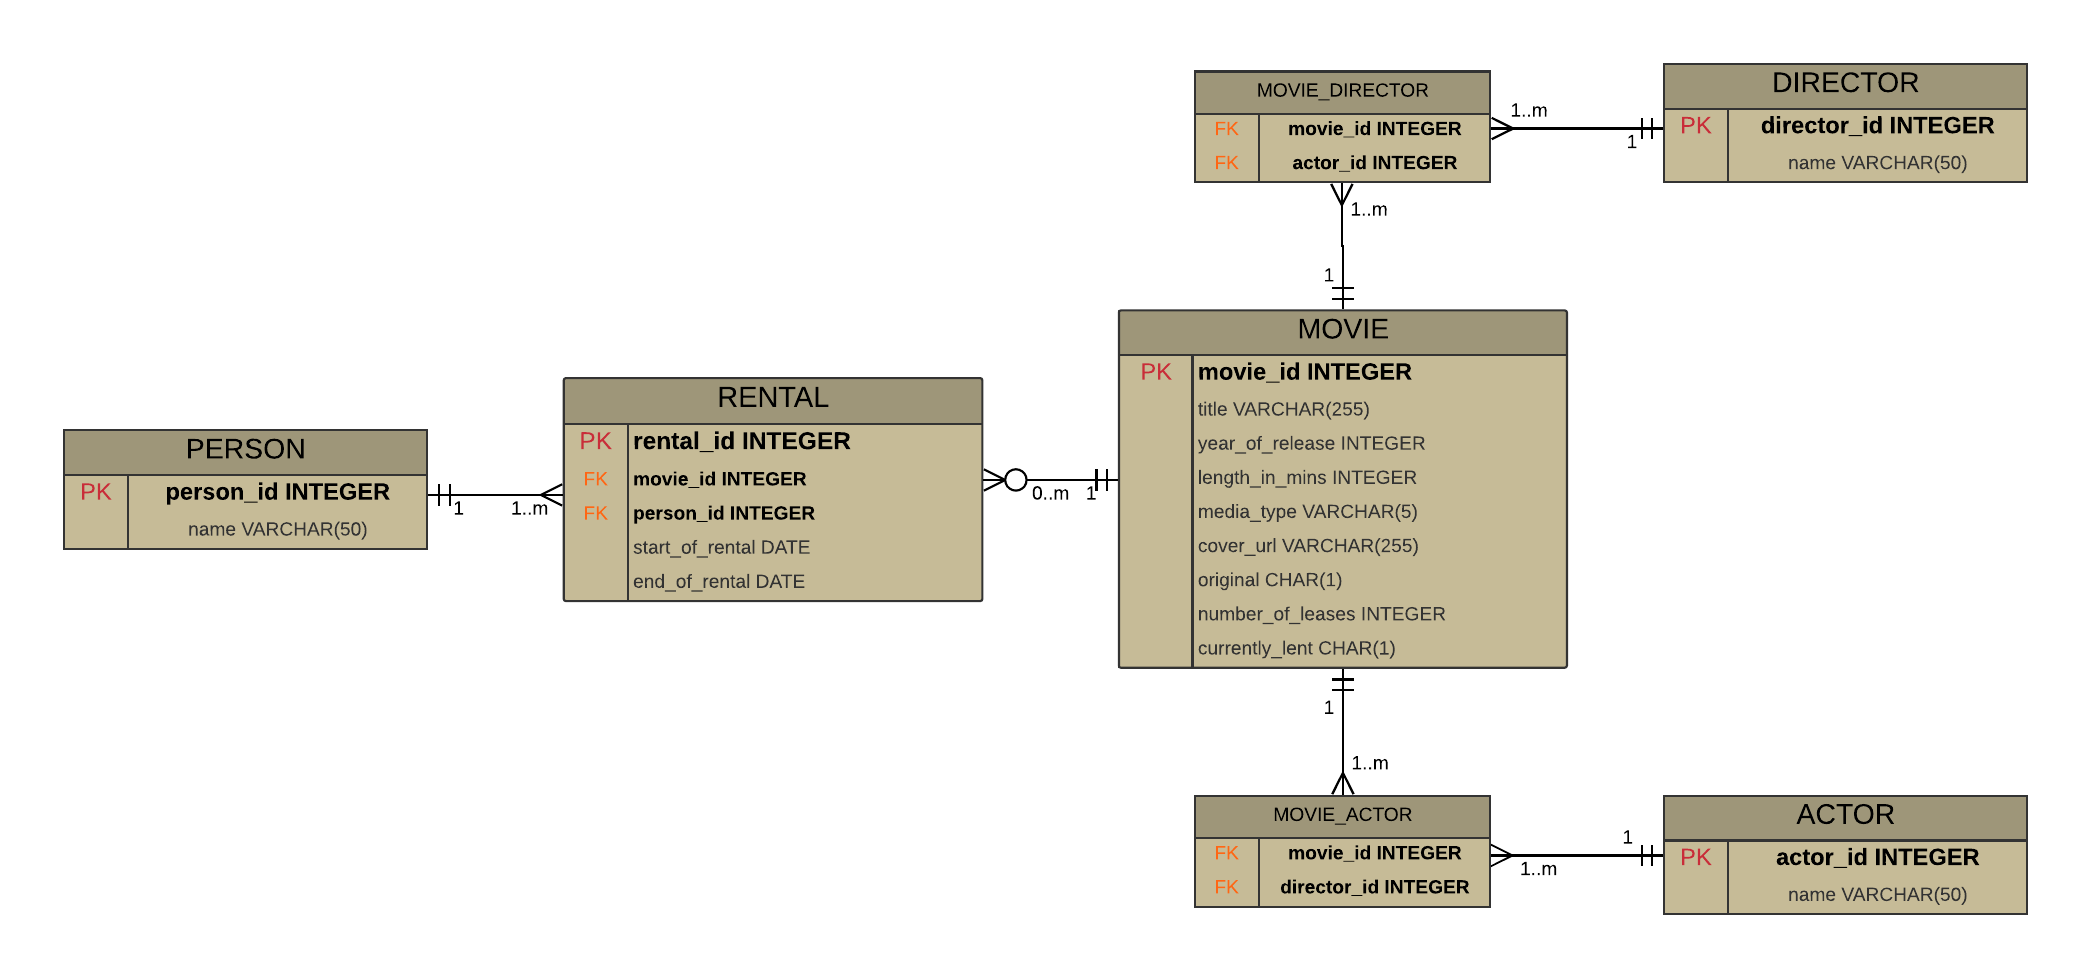 MOVIE_DIRECTOR
FK movie_id INTEGER
FK actor_id INTEGER
1..m
1
DIRECTOR
PK director_id INTEGER
name VARCHAR(50)
1..m
1
MOVIE
PK movie_id INTEGER
title VARCHAR(255)
year_of_release INTEGER
length_in_mins INTEGER
media_type VARCHAR(5)
cover_url VARCHAR(255)
original CHAR(1)
number_of_leases INTEGER
currently_lent CHAR(1)
RENTAL
PK rental_id INTEGER
FK movie_id INTEGER
FK person_id INTEGER
start_of_rental DATE
end_of_rental DATE
0..m 1
PERSON
PK person_id INTEGER
name VARCHAR(50)
1 1..m
1
1..m
MOVIE_ACTOR
FK movie_id INTEGER
FK director_id INTEGER
1
1..m
ACTOR
PK actor_id INTEGER
name VARCHAR(50)